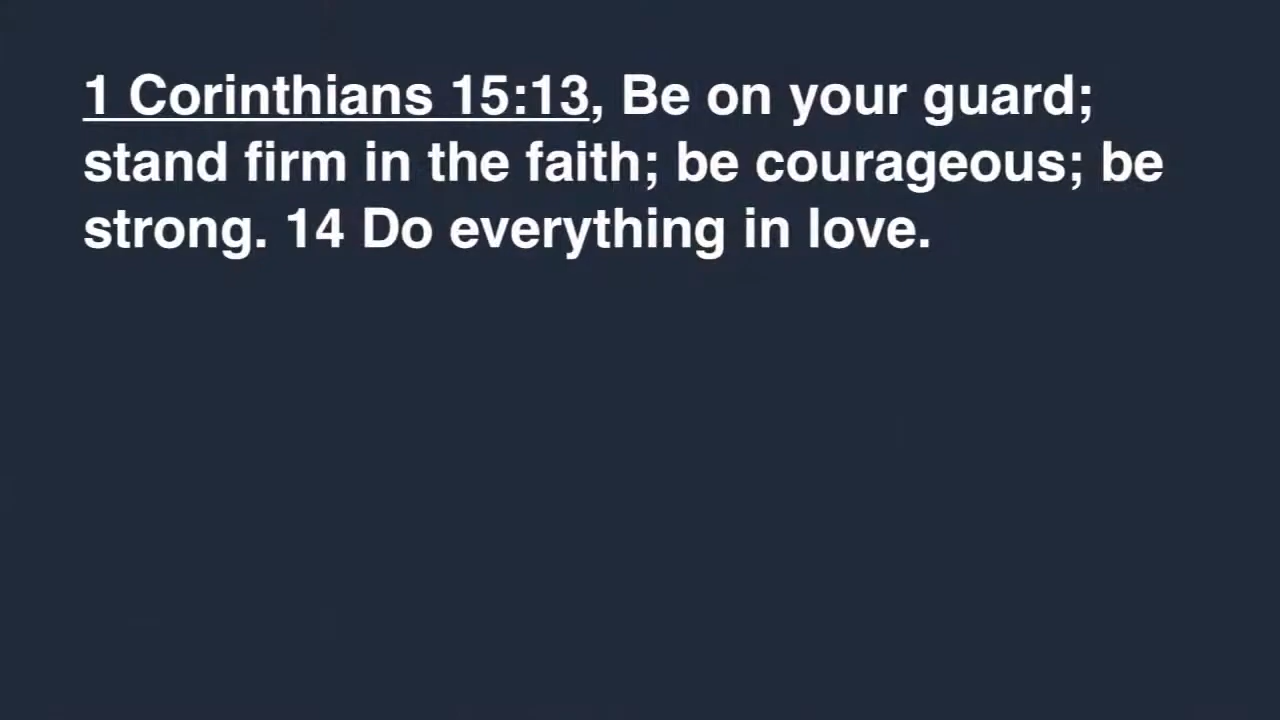 1 Corinthians 15:13, Be on your guard;
stand firm in the faith; be courageous; be
strong. 14 Do everything in love.